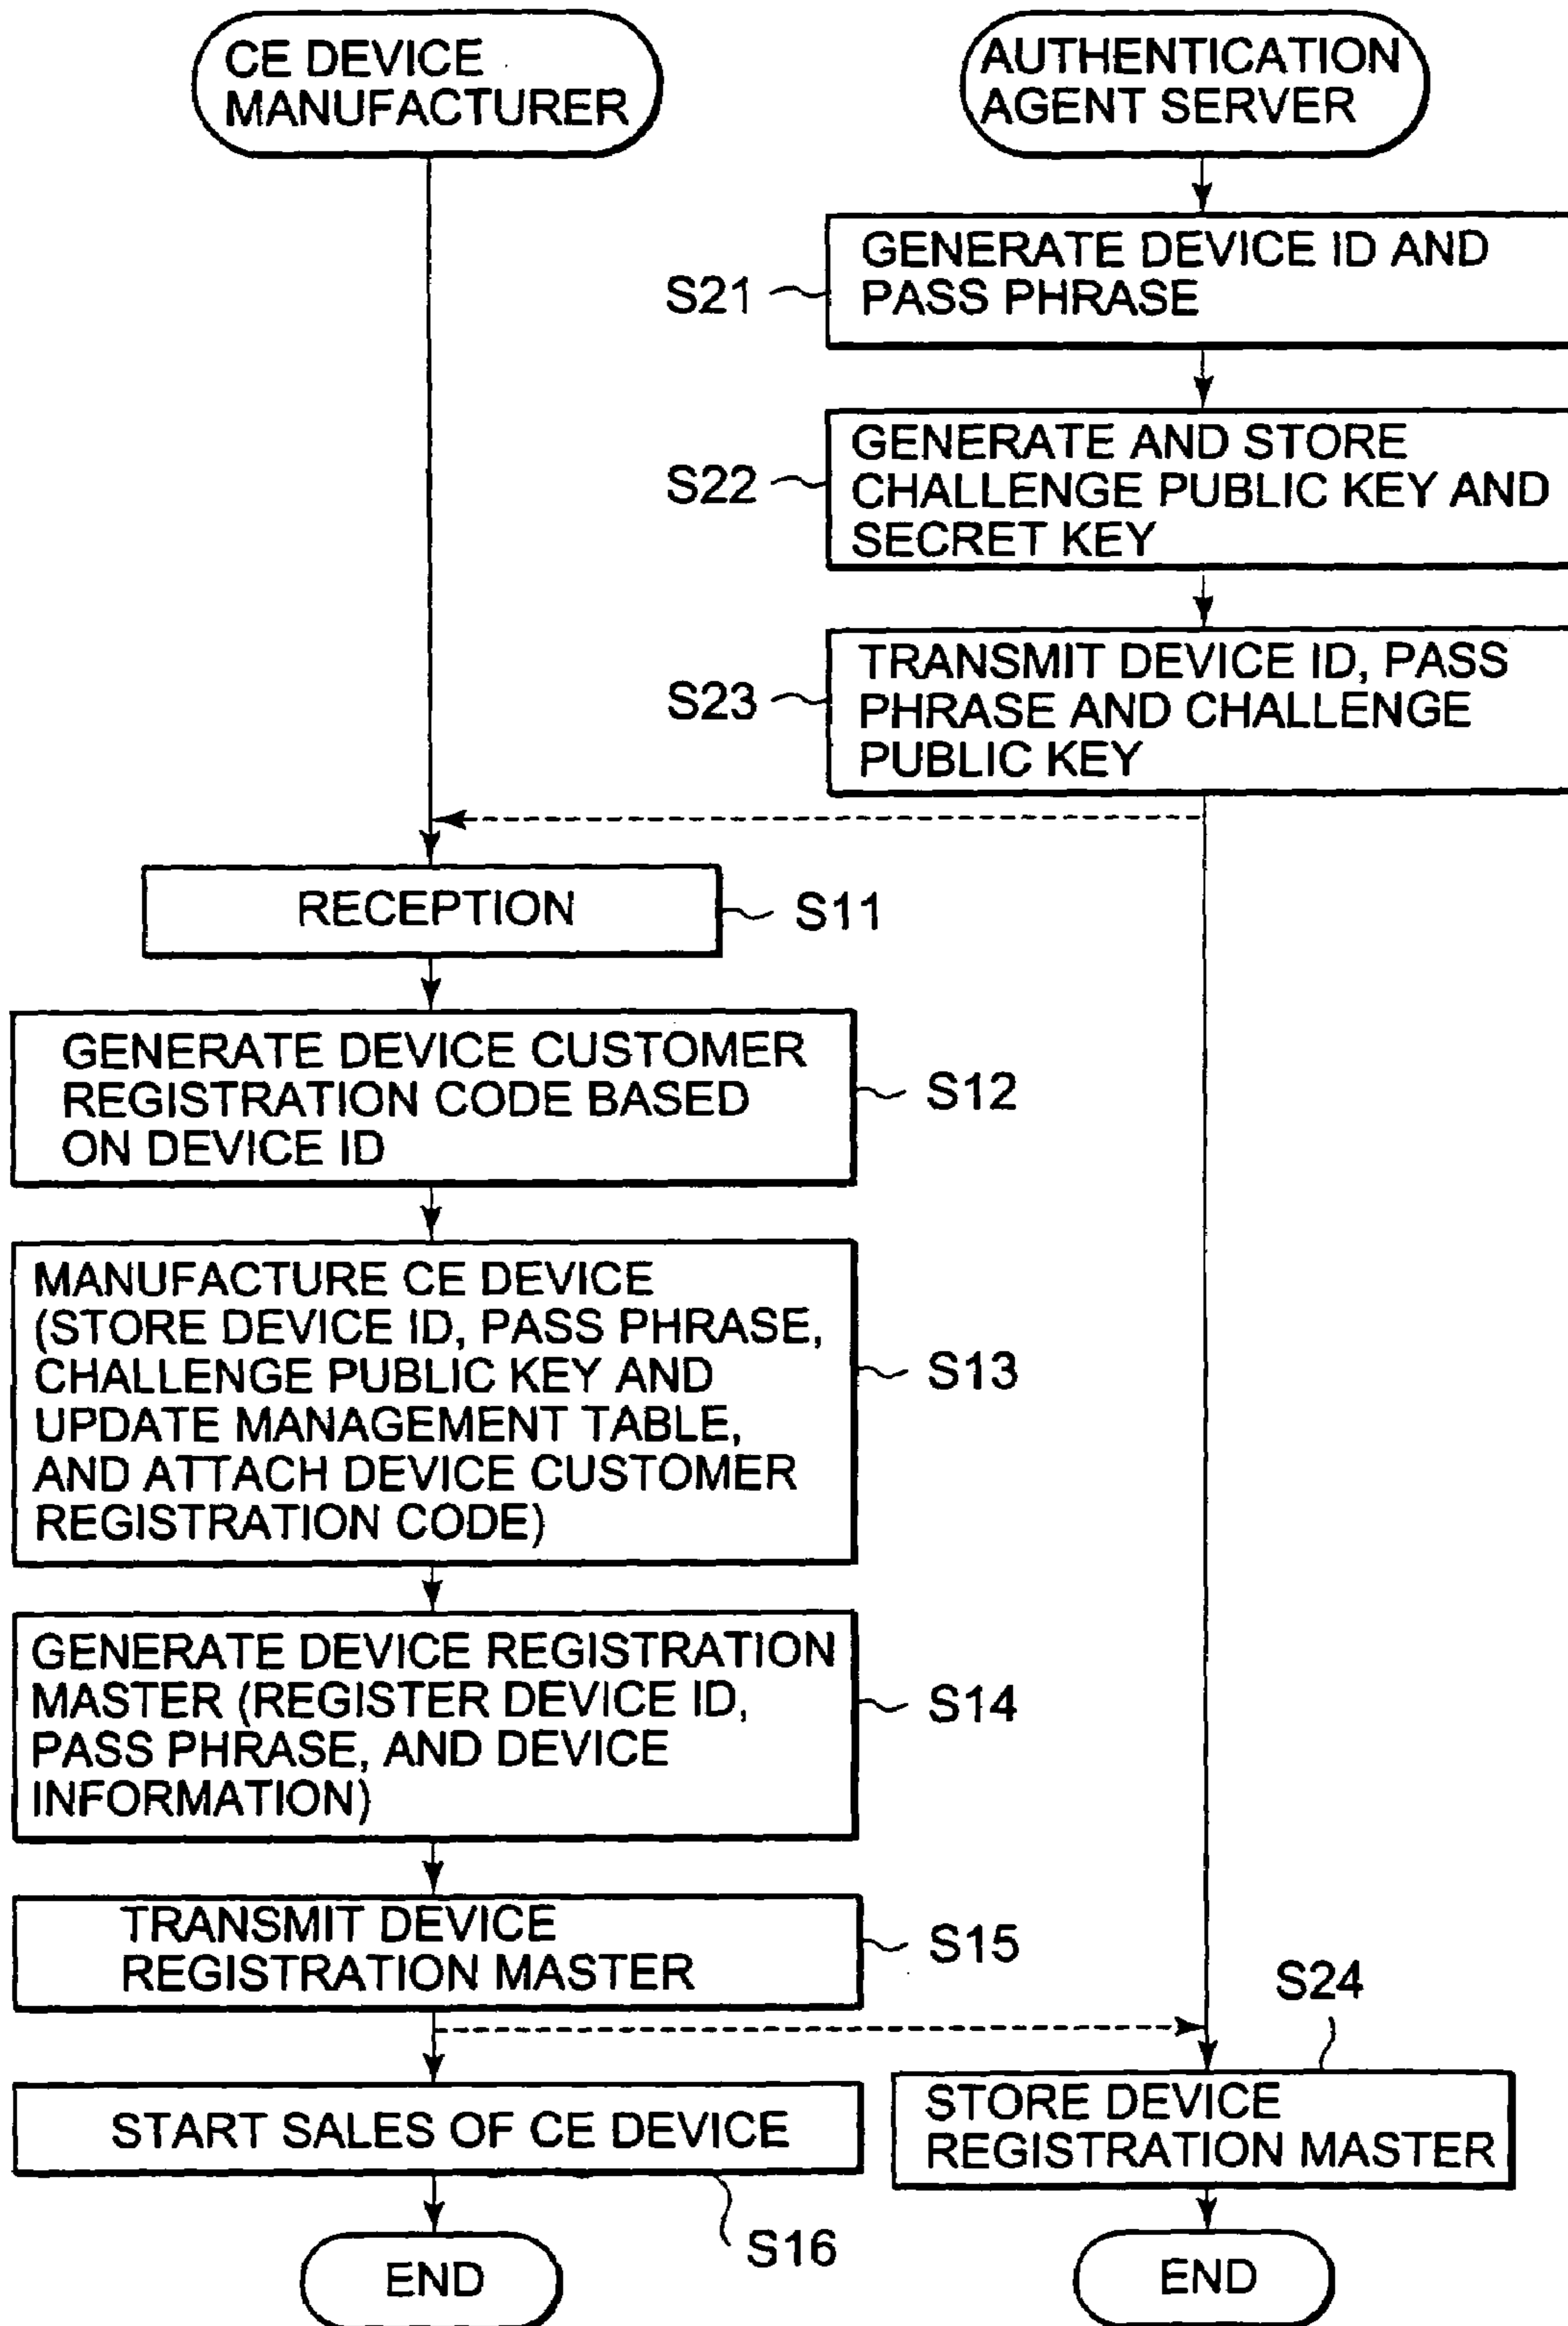 CE DEVICE
MANUFACTURER
AUTHENTICATION
AGENT SERVER
S21
GENERATE DEVICE ID AND
PASS PHRASE
S22
GENERATE AND STORE
CHALLENGE PUBLIC KEY AND
SECRET KEY
S23
TRANSMIT DEVICE ID, PASS
PHRASE AND CHALLENGE
PUBLIC KEY
RECEPTION
S11
GENERATE DEVICE CUSTOMER
REGISTRATION CODE BASED
ON DEVICE ID
S12
MANUFACTURE CE DEVICE
(STORE DEVICE ID, PASS PHRASE,
CHALLENGE PUBLIC KEY AND
UPDATE MANAGEMENT TABLE,
AND ATTACH DEVICE CUSTOMER
REGISTRATION CODE)
S13
GENERATE DEVICE REGISTRATION
MASTER (REGISTER DEVICE ID,
PASS PHRASE, AND DEVICE
INFORMATION)
S14
TRANSMIT DEVICE
REGISTRATION MASTER
S15
S24
START SALES OF CE DEVICE
S16
STORE DEVICE
REGISTRATION MASTER
END
END